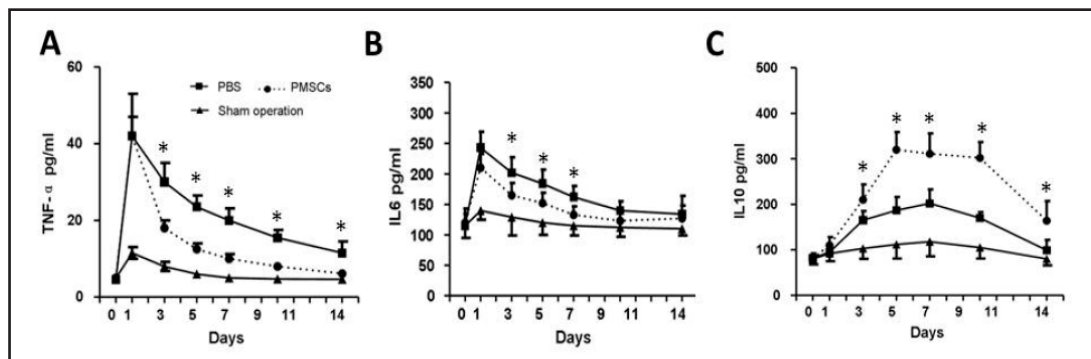 A
B
C
TNF-α pg/ml
60
40
20
0
PBS
PMSCs
Sham operation
* * * * *
0 1 3 5 7 9 11 14
Days
IL6 pg/ml
400
350
300
250
200
150
100
50
0
* * * *
0 1 3 5 7 9 11 14
Days
IL10 pg/ml
500
400
300
200
100
0
* * * * *
0 1 3 5 7 9 11 14
Days